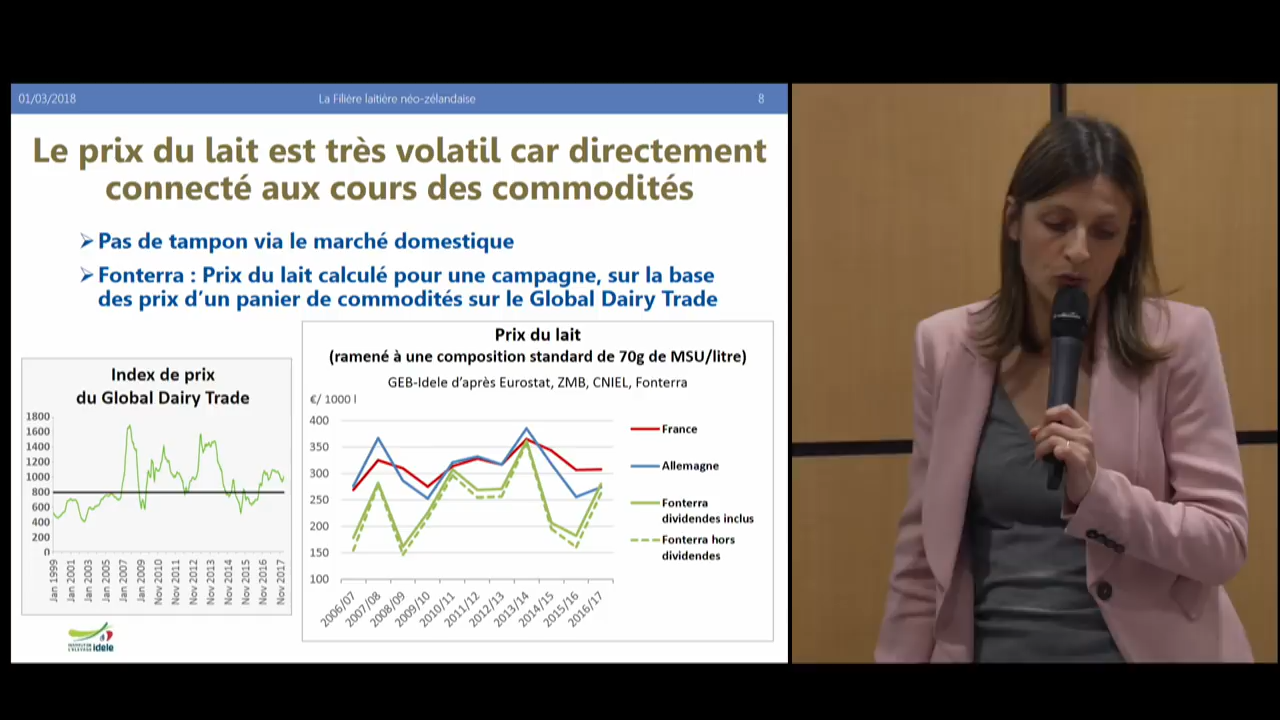 01/03/2018
La Filière laitière néo-zélandaise
8
Le prix du lait est très volatil car directement
connecté aux cours des commodités
Pas de tampon via le marché domestique
Fonterra : Prix du lait calculé pour une campagne, sur la base
des prix d'un panier de commodités sur le Global Dairy Trade
Index de prix
du Global Dairy Trade
1800
1600
1400
1200
1000
800
600
400
200
0
Jan 1999
Jan 2001
Jan 2003
Jan 2005
Jan 2007
Jan 2009
Nov 2010
Nov 2011
Nov 2012
Nov 2013
Nov 2014
Nov 2015
Nov 2016
Nov 2017
Prix du lait
(ramené à une composition standard de 70g de MSU/litre)
GEB-Idele d'après Eurostat, ZMB, CNIEL, Fonterra
€/ 1000 l
400
350
300
250
200
150
100
2006/07
2007/08
2008/09
2009/10
2010/11
2011/12
2012/13
2013/14
2014/15
2015/16
2016/17
France
Allemagne
Fonterra
dividendes inclus
Fonterra hors
dividendes
INSTITUT DE
L'ELEVAGE idele